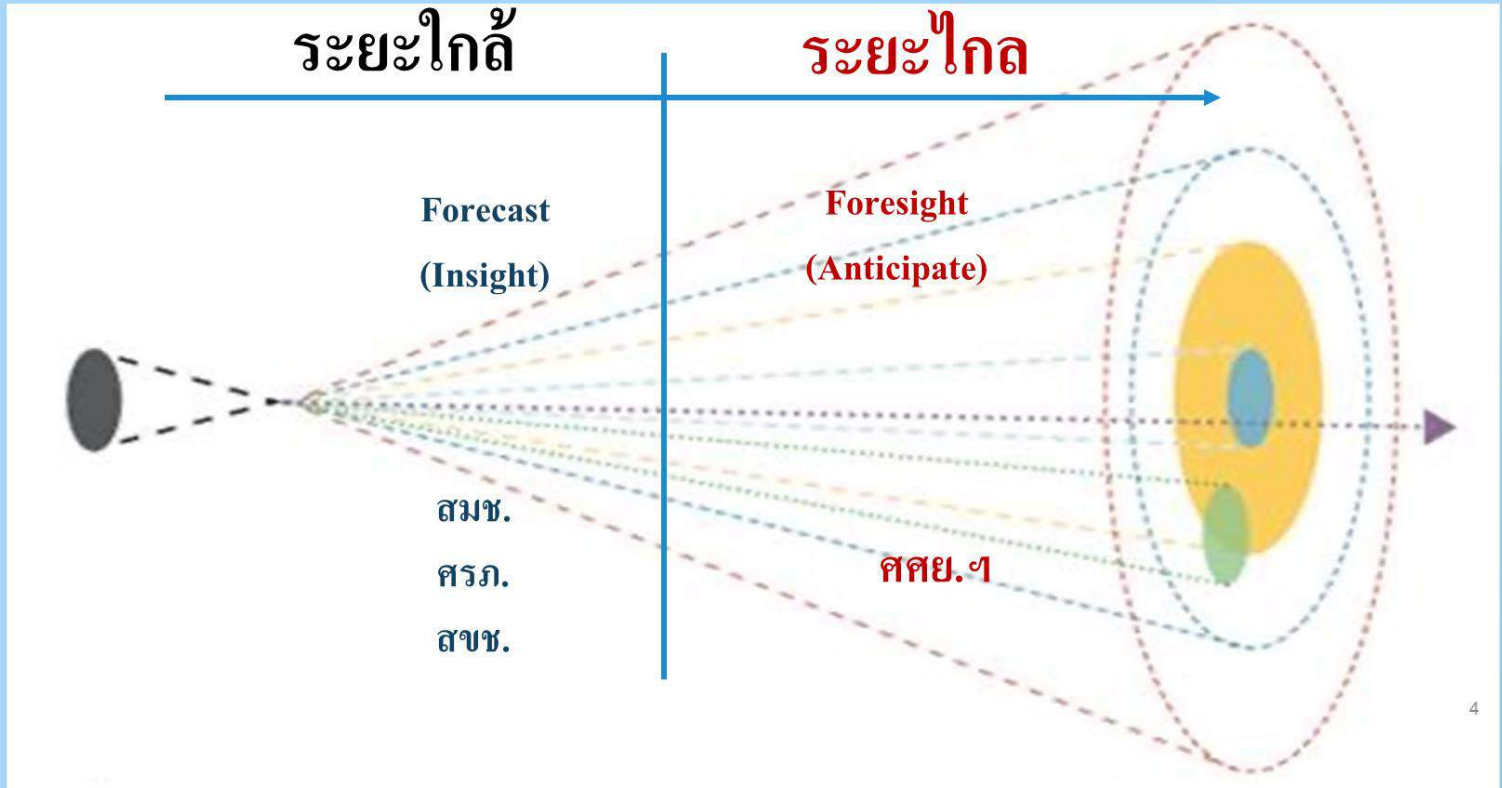 ระยะใกล้
ระยะไกล
Forecast
(Insight)
Foresight
(Anticipate)
สมช.
ศรภ.
สขช.
ศศย.ฯ
4